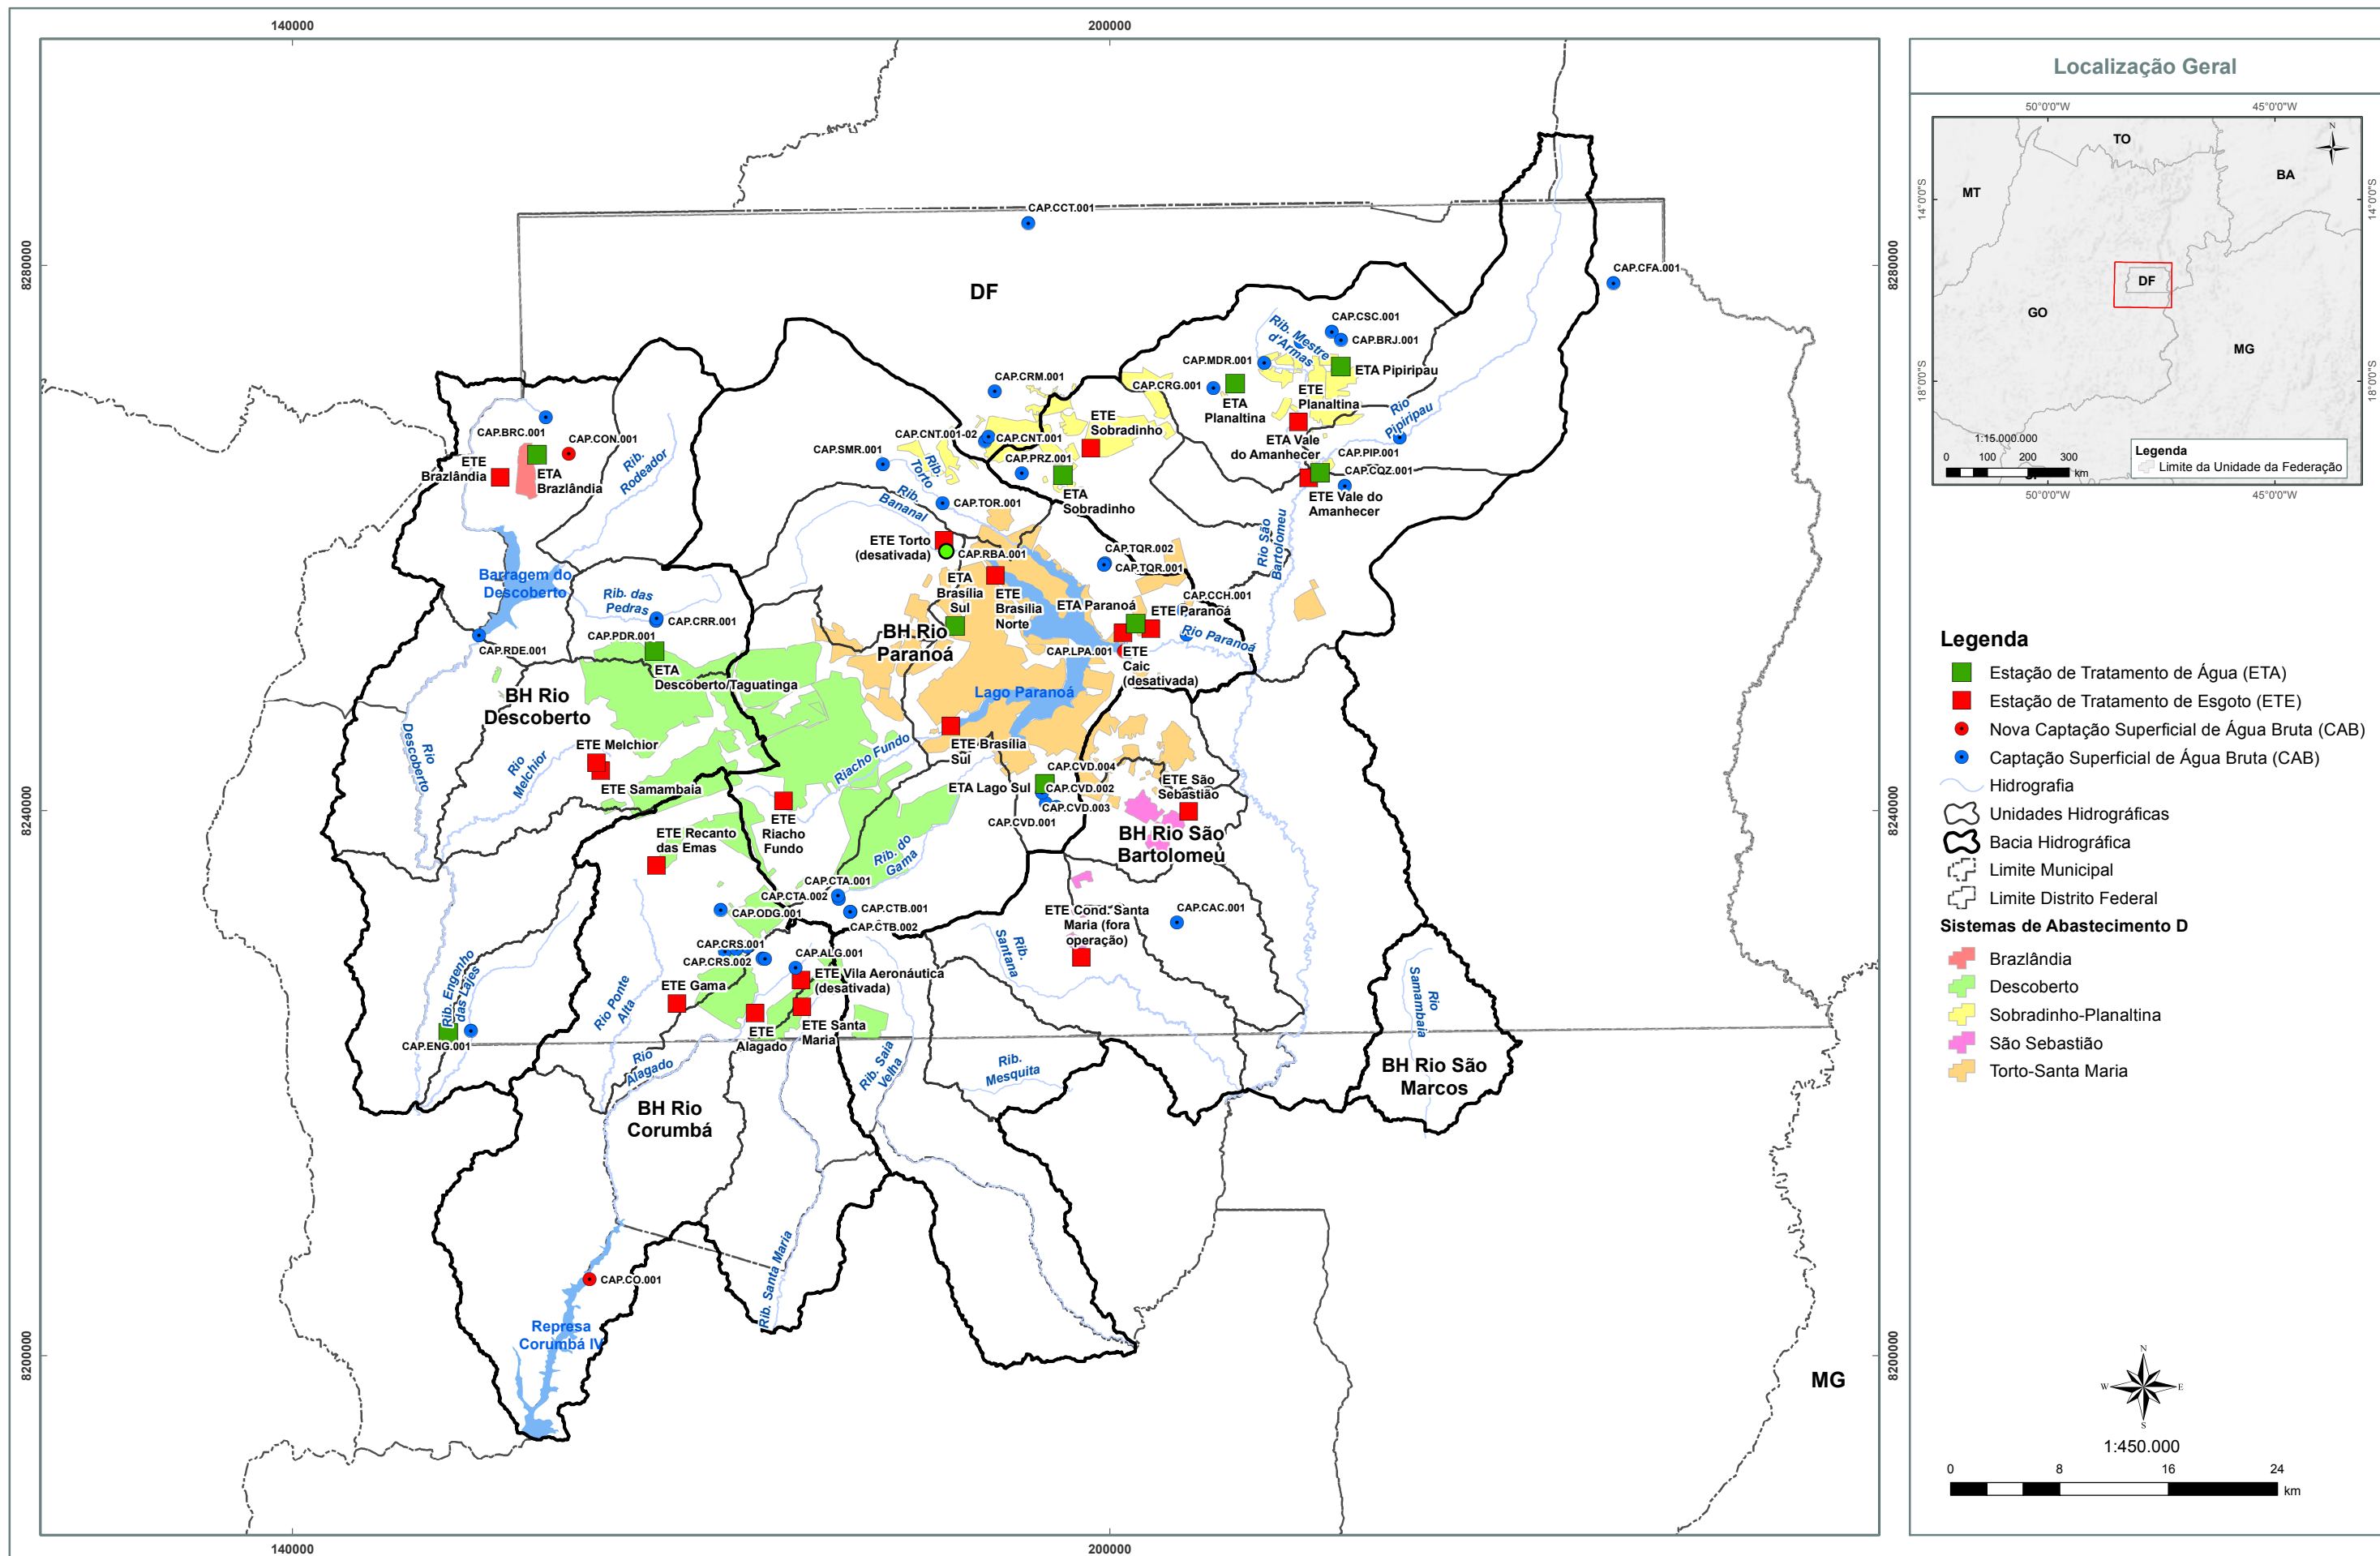 140000
200000
8280000
8280000
8240000
8240000
8200000
8200000
140000
200000
CAP.CCT.001
DF
CAP.CFA.001
CAP.CSC.001
CAP.BRJ.001
Rib. Mestre
d'Armas
CAP.MDR.001
ETA Pipiripau
CAP.CRM.001
CAP.CRG.001
ETA
Planaltina
ETE
Planaltina
Rio
Pipiripau
CAP.BRC.001
CAP.CON.001
ETE
Brazlândia
ETA
Brazlândia
Rib.
Rodeador
CAP.SMR.001
CAP.CNT.001-02
CAP.CNT.001
ETE
Sobradinho
CAP.PRZ.001
ETA
Sobradinho
Rib.
Torto
Rib.
Bananal
CAP.TOR.001
ETA Vale
do Amanhecer
CAP.PIP.001
ETE Vale do
Amanhecer
Rio São
Bartolomeu
ETE Torto
(desativada)
CAP.RBA.001
CAP.TQR.002
CAP.TQR.001
Barragem do
Descoberto
Rib. das
Pedras
CAP.CRR.001
ETA
Brasília
Sul
ETE
Brasilia
Norte
ETA Paranoá
CAP.CCH.001
ETE Paranoá
Rio Paranoá
CAP.RDE.001
CAP.PDR.001
ETA
Descoberto/Taguatinga
BH Rio
Paranoá
CAP.LPA.001
ETE
Caic
(desativada)
BH Rio
Descoberto
Lago Paranoá
Rio
Descoberto
Rio
Melchior
ETE Melchior
ETE Samambaia
Riacho Fundo
ETE Brasília
Sul
ETE
Riacho
Fundo
ETA Lago Sul
CAP.CVD.004
CAP.CVD.002
CAP.CVD.003
CAP.CVD.001
ETE São
Sebastião
BH Rio São
Bartolomeu
ETE Recanto
das Emas
Rib. do
Gama
CAP.CTA.001
CAP.CTA.002
CAP.CTB.001
CAP.CTB.002
CAP.ODG.001
ETE Cond. Santa
Maria (fora
operação)
CAP.CAC.001
CAP.CRS.001
CAP.CRS.002
CAP.ALG.001
ETE Vila Aeronáutica
(desativada)
ETE Gama
ETE
Alagado
ETE Santa
Maria
Rib.
Santana
Rio
Samambaia
Rib. Engenho
das Lajes
CAP.ENG.001
Rio Ponte
Alta
Rio
Alagado
Rib. Saia
Velha
Rib.
Mesquita
BH Rio São
Marcos
BH Rio
Corumbá
Rib. Santa Maria
CAP.CO.001
Represa
Corumbá IV
MG
Localização Geral
50°0'0"W
45°0'0"W
14°0'0"S
14°0'0"S
18°0'0"S
18°0'0"S
TO
N
MT
BA
DF
GO
MG
1:15.000.000
0 100 200 300
km
Legenda
Limite da Unidade da Federação
50°0'0"W
45°0'0"W
Legenda
Estação de Tratamento de Água (ETA)
Estação de Tratamento de Esgoto (ETE)
Nova Captação Superficial de Água Bruta (CAB)
Captação Superficial de Água Bruta (CAB)
Hidrografia
Unidades Hidrográficas
Bacia Hidrográfica
Limite Municipal
Limite Distrito Federal
Sistemas de Abastecimento D
Brazlândia
Descoberto
Sobradinho-Planaltina
São Sebastião
Torto-Santa Maria
N
W E
S
1:450.000
0 8 16 24
km